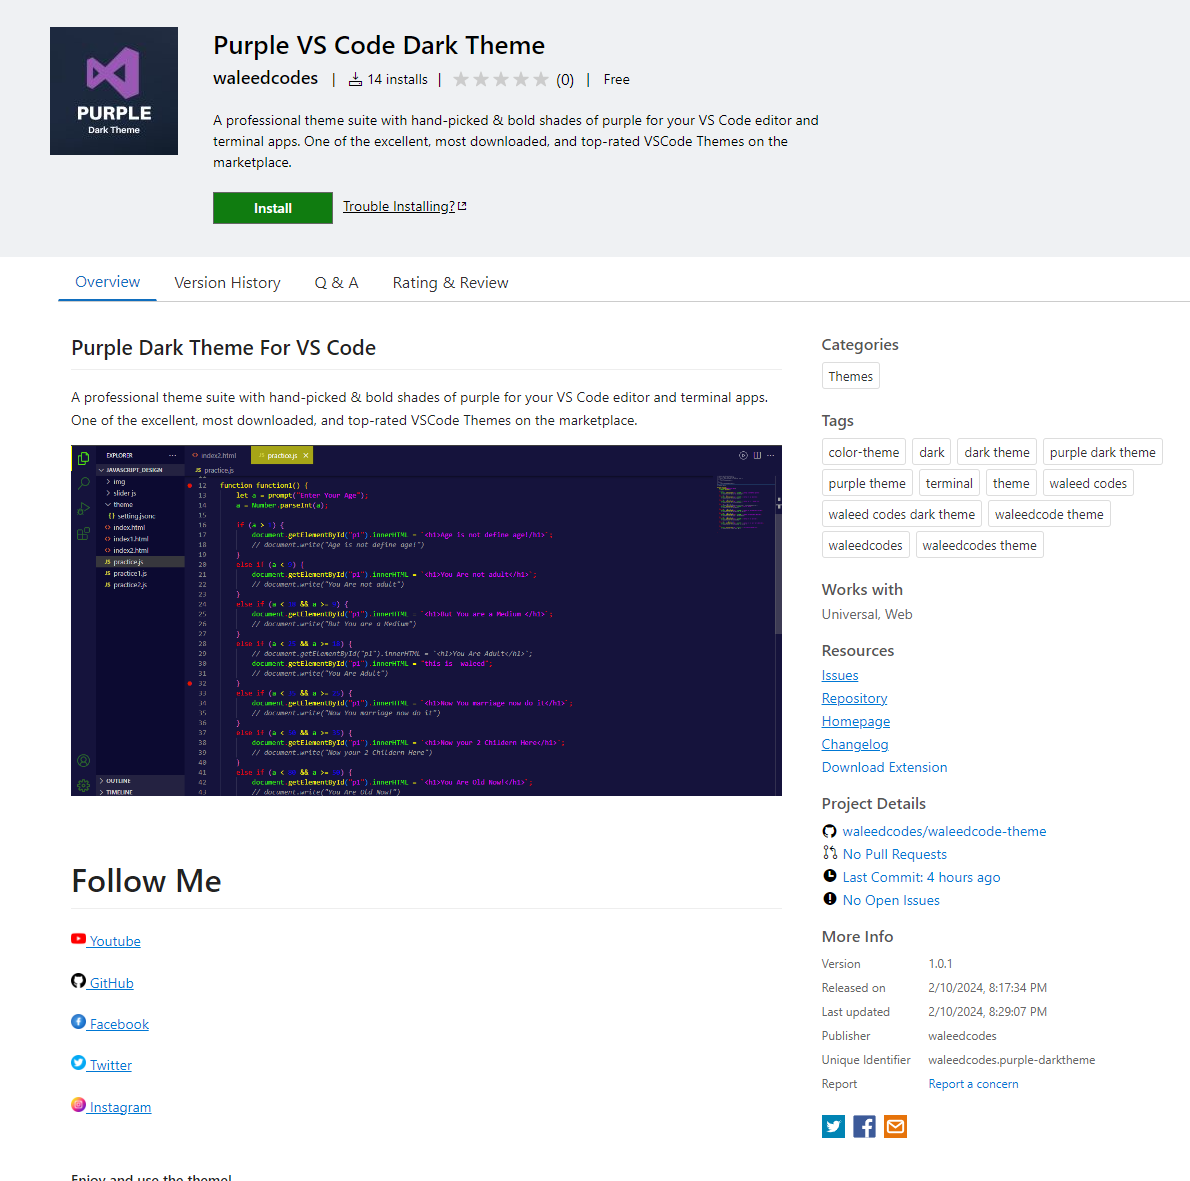 PURPLE
Dark Theme
Purple VS Code Dark Theme
waleedcodes | 14 installs | (0) | Free
A professional theme suite with hand-picked & bold shades of purple for your VS Code editor and
terminal apps. One of the excellent, most downloaded, and top-rated VSCode Themes on the
marketplace.
Install Trouble Installing?
Overview Version History Q & A Rating & Review
Purple Dark Theme For VS Code
A professional theme suite with hand-picked & bold shades of purple for your VS Code editor and terminal apps.
One of the excellent, most downloaded, and top-rated VSCode Themes on the marketplace.
EXPLORER ···
JAVASCRIPT_DESIGN
> img
> slider js
theme
{} setting.jsonc
<> index.html
<> index1.html
<> index2.html
JS practice.js
JS practice1.js
JS practice2.js
OUTLINE
TIMELINE
<> index2.html JS practice.js ×
JS practice.js
12 function function1() {
13 let a = prompt("Enter Your Age");
14 a = Number.parseInt(a);
15
16 if (a > ) {
17 document.getElementById("p1").innerHTML = `<h1>Age is not define age!/h1>`;
18 // document.write("Age is not define age!")
19 }
20 else if (a < ) {
21 document.getElementById("p1").innerHTML = `<h1>You Are not adult</h1>`;
22 // document.write("You Are not adult")
23 }
24 else if (a < && a >= ) {
25 document.getElementById("p1").innerHTML = `<h1>But You are a Medium </h1>`;
26 // document.write("But You are a Medium")
27 }
28 else if (a < && a >= ) {
29 // document.getElementById("p1").innerHTML = `<h1>You Are Adult</h1>`;
30 document.getElementById("p1").innerHTML = "this is waleed";
31 // document.write("You Are Adult")
32 }
33 else if (a < && a >= ) {
34 document.getElementById("p1").innerHTML = `<h1>Now You marriage now do it</h1>`;
35 // document.write("Now You marriage now do it")
36 }
37 else if (a < && a >= ) {
38 document.getElementById("p1").innerHTML = `<h1>Now your 2 Childern Here</h1>`;
39 // document.write("Now your 2 Childern Here")
40 }
41 else if (a < && a >= ) {
42 document.getElementById("p1").innerHTML = `<h1>You Are Old Now!</h1>`;
43 // document.write("You Are Old Now!")
Follow Me
Youtube
GitHub
Facebook
Twitter
Instagram
Enjoy and use the theme!
Categories
Themes
Tags
color-theme dark dark theme purple dark theme
purple theme terminal theme waleed codes
waleed codes dark theme waleedcode theme
waleedcodes waleedcodes theme
Works with
Universal, Web
Resources
Issues
Repository
Homepage
Changelog
Download Extension
Project Details
waleedcodes/waleedcode-theme
No Pull Requests
Last Commit: 4 hours ago
No Open Issues
More Info
Version 1.0.1
Released on 2/10/2024, 8:17:34 PM
Last updated 2/10/2024, 8:29:07 PM
Publisher waleedcodes
Unique Identifier waleedcodes.purple-darktheme
Report Report a concern